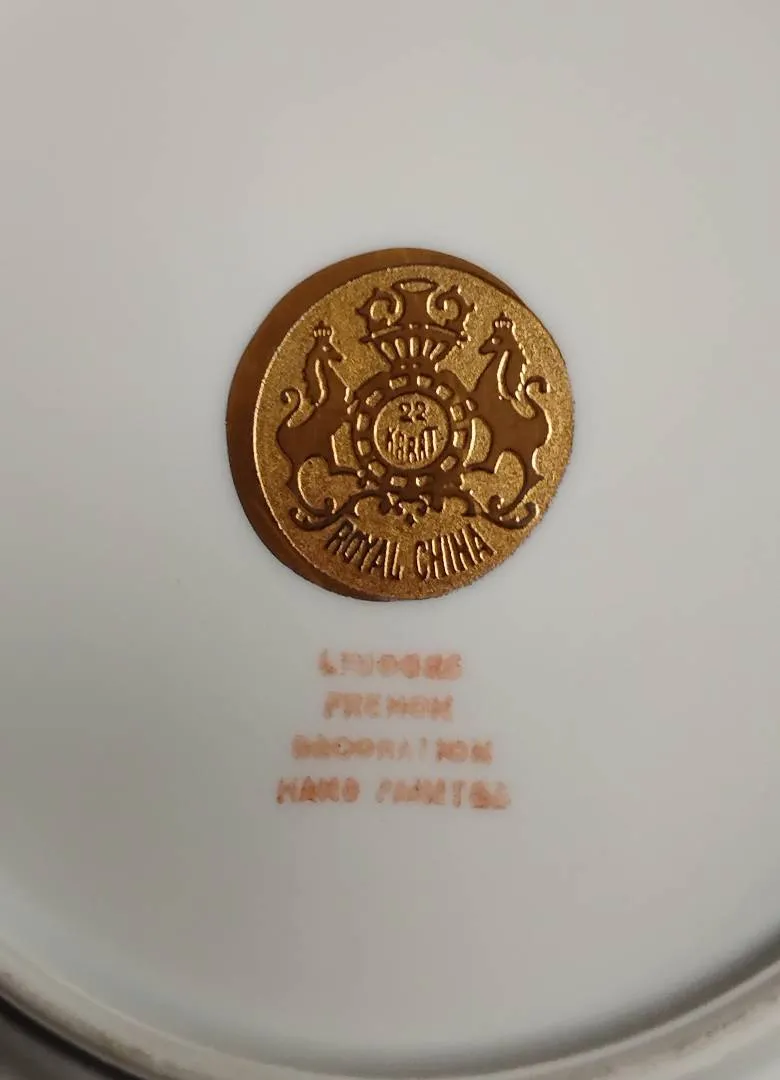 22
KARAT
ROYAL CHINA
LIMOGES
FRENCH
DECORATION
HAND PAINTED